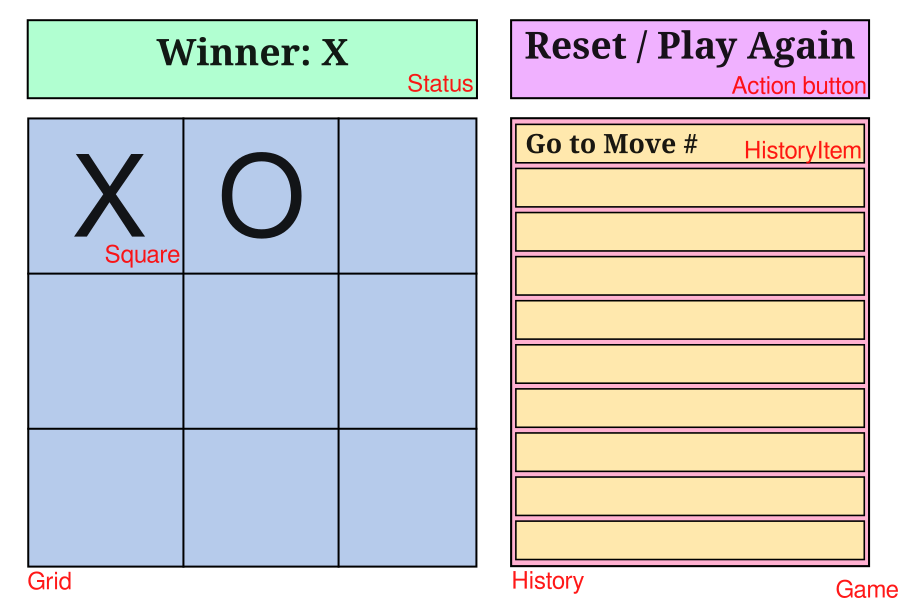 Winner: X
Status
Reset / Play Again
Action button
X
O
Square
Go to Move #
HistoryItem
Grid
History
Game